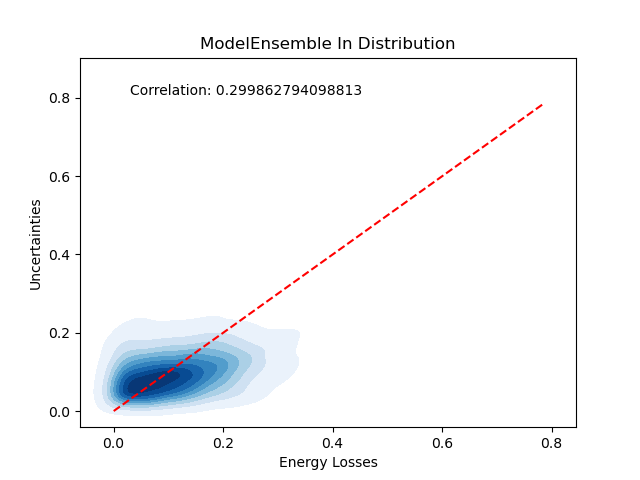 ModelEnsemble In Distribution
Correlation: 0.299862794098813
Uncertainties
0.8
0.6
0.4
0.2
0.0
0.0 0.2 0.4 0.6 0.8
Energy Losses